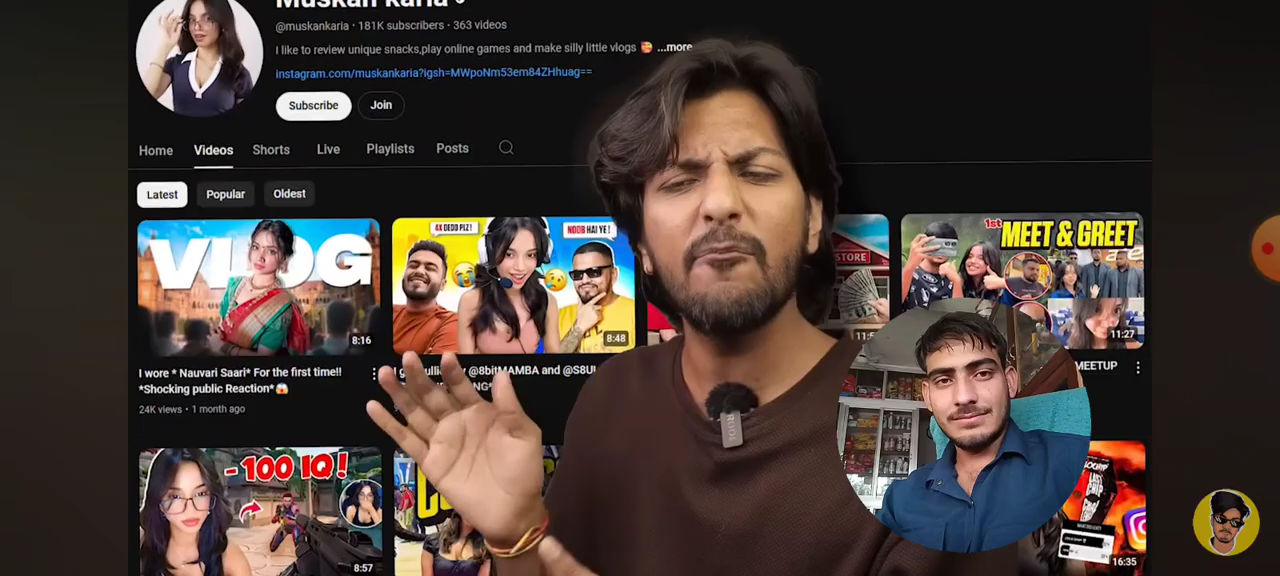 Muskan karia
@muskankaria · 181K subscribers · 363 videos
I like to review unique snacks,play online games and make silly little vlogs 🥰 ...more
instagram.com/muskankaria?igsh=MWpoNm53em84ZHhuag==
Subscribe
Join
Home
Videos
Shorts
Live
Playlists
Posts
Latest
Popular
Oldest
VLOG
8:16
4K DEDO PLZ !
NOOB HAI YE !
8:48
STORE
1st MEET & GREET
11:27
I wore * Nauvari Saari* For the first time!!
*Shocking public Reaction*😱
24K views · 1 month ago
@8bitMAMBA and @S8UL
MEETUP
-100 IQ!
8:57
RODE
16:35